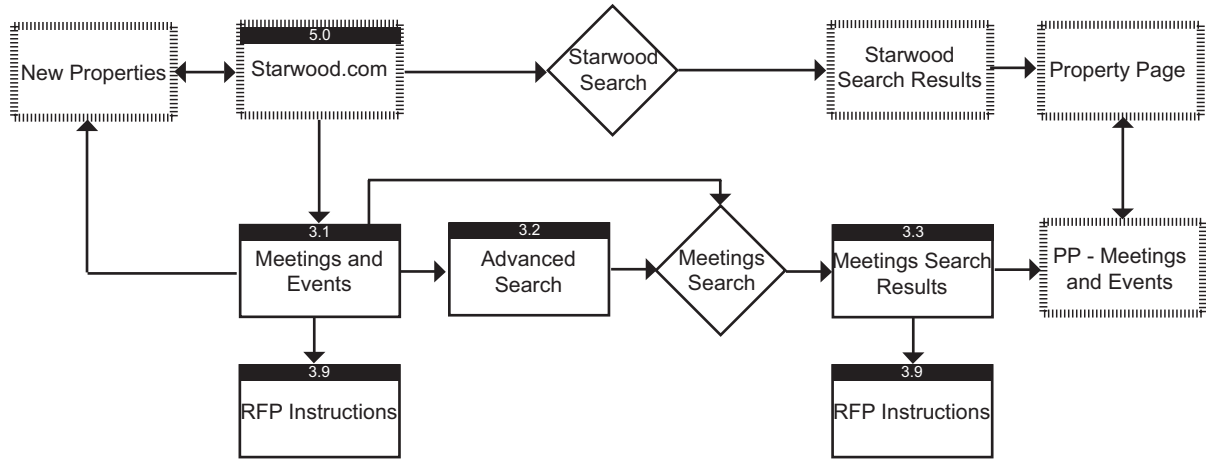 5.0
New Properties
Starwood.com
Starwood
Search
Starwood
Search Results
Property Page
3.1
Meetings and
Events
3.2
Advanced
Search
Meetings
Search
3.3
Meetings Search
Results
PP - Meetings
and Events
3.9
RFP Instructions
3.9
RFP Instructions